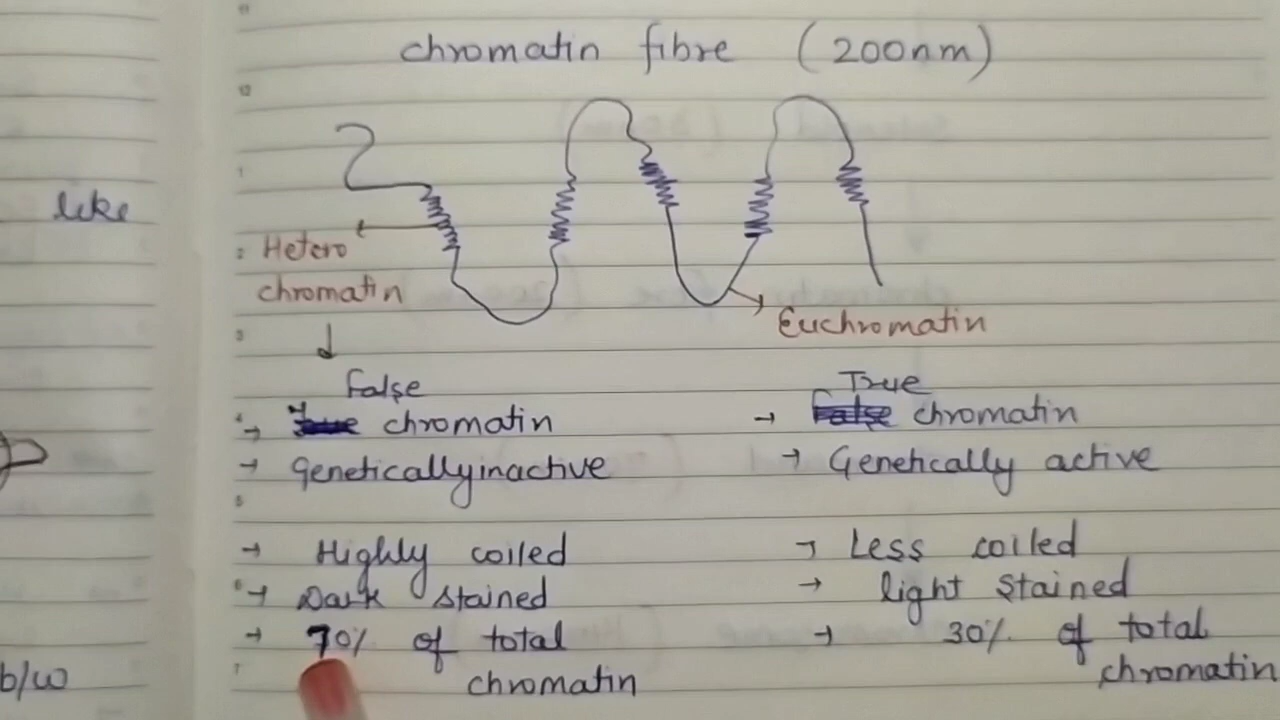 chromatin fibre (200nm)
like
Hetero
chromatin
Euchromatin
False
chromatin
→ Genetically inactive
→ Highly coiled
→ Dark stained
→ 70% of total
chromatin
True
→ False chromatin
→ Genetically active
→ Less coiled
→ light stained
→ 30% of total
chromatin
b/w